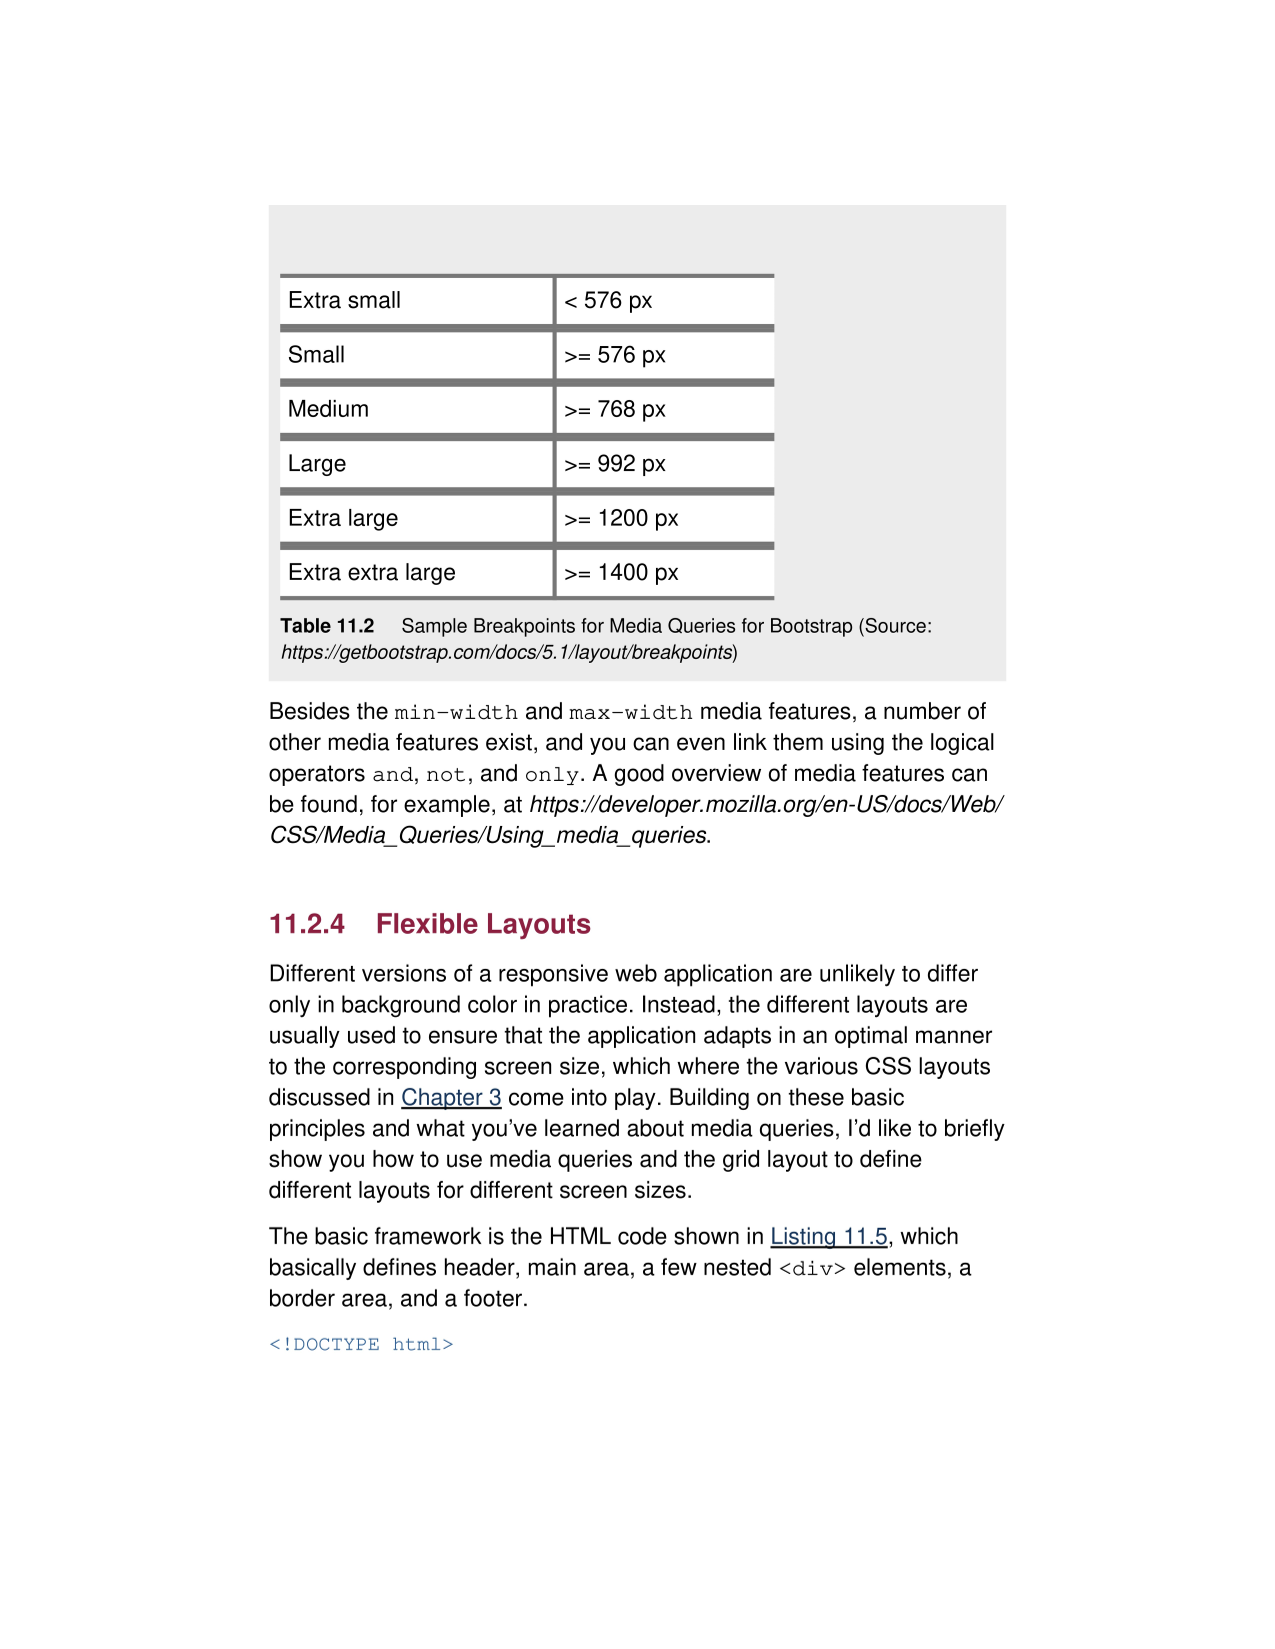 Extra small < 576 px
Small >= 576 px
Medium >= 768 px
Large >= 992 px
Extra large >= 1200 px
Extra extra large >= 1400 px
Table 11.2 Sample Breakpoints for Media Queries for Bootstrap (Source:
https://getbootstrap.com/docs/5.1/layout/breakpoints)
Besides the min-width and max-width media features, a number of
other media features exist, and you can even link them using the logical
operators and, not, and only. A good overview of media features can
be found, for example, at https://developer.mozilla.org/en-US/docs/Web/
CSS/Media_Queries/Using_media_queries.
11.2.4 Flexible Layouts
Different versions of a responsive web application are unlikely to differ
only in background color in practice. Instead, the different layouts are
usually used to ensure that the application adapts in an optimal manner
to the corresponding screen size, which where the various CSS layouts
discussed in Chapter 3 come into play. Building on these basic
principles and what you've learned about media queries, I'd like to briefly
show you how to use media queries and the grid layout to define
different layouts for different screen sizes.
The basic framework is the HTML code shown in Listing 11.5, which
basically defines header, main area, a few nested <div> elements, a
border area, and a footer.
<!DOCTYPE html>